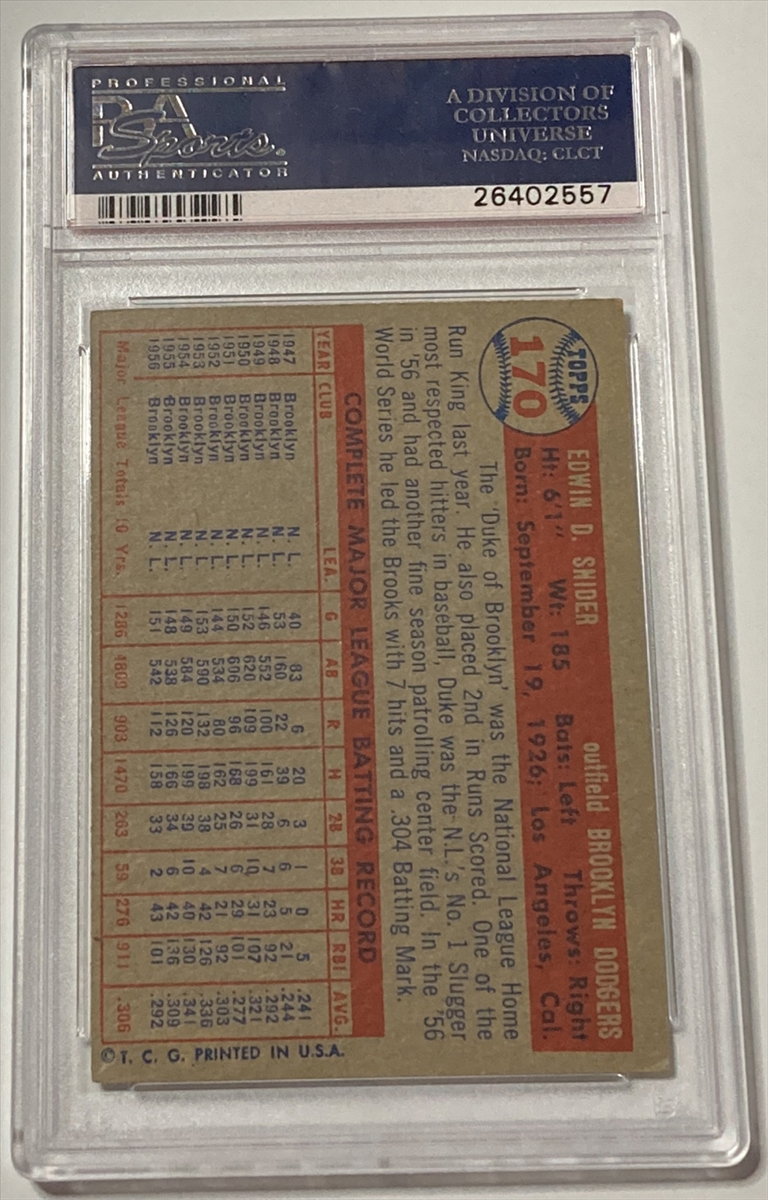 PROFESSIONAL
PSA
Sports
AUTHENTICATOR
A DIVISION OF
COLLECTORS
UNIVERSE
NASDAQ: CLCT
26402557
TOPPS
170
EDWIN D. SNIDER
outfield BROOKLYN DODGERS
Ht: 6'1" Wt: 185 Bats: Left Throws: Right
Born: September 19, 1926; Los Angeles, Cal.
The 'Duke of Brooklyn' was the National League Home
Run King last year. He also placed 2nd in Runs Scored. One of the
most respected hitters in baseball, Duke was the N.L.'s No. 1 Slugger
in '56 and had another fine season patrolling center field. In the '56
World Series he led the Brooks with 7 hits and a .304 Batting Mark.
COMPLETE MAJOR LEAGUE BATTING RECORD
YEAR CLUB LEA. G AB R H 2B 3B HR RBI AVG.
1947 Brooklyn N. L. 40 83 6 20 3 1 0 5 .241
1948 Brooklyn N. L. 53 160 22 39 6 6 5 21 .244
1949 Brooklyn N. L. 146 552 100 161 28 7 23 92 .292
1950 Brooklyn N. L. 152 620 109 199 31 10 31 107 .321
1951 Brooklyn N. L. 150 606 96 168 26 6 29 101 .277
1952 Brooklyn N. L. 144 534 80 162 25 7 21 92 .303
1953 Brooklyn N. L. 153 590 132 198 38 4 42 126 .336
1954 Brooklyn N. L. 149 584 120 199 39 10 40 130 .341
1955 Brooklyn N. L. 148 538 126 166 34 6 42 136 .309
1956 Brooklyn N. L. 151 542 112 158 33 2 43 101 .292
Major League Totals 10 Yrs. 1286 4809 903 1470 263 59 276 911 .306
© T. C. G. PRINTED IN U.S.A.